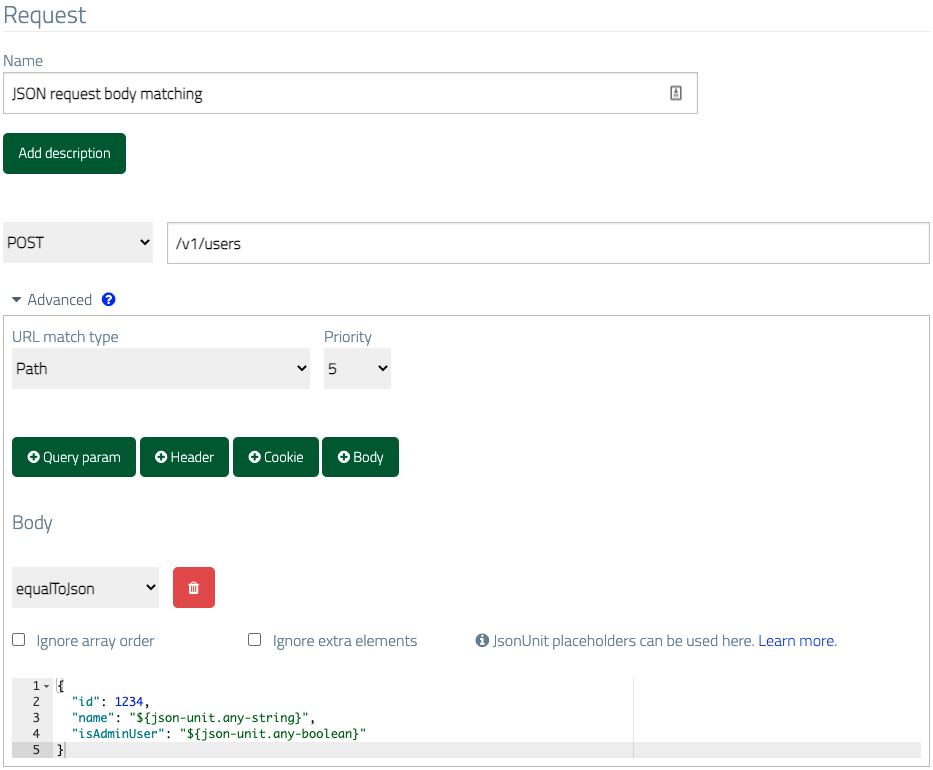 Request
Name
JSON request body matching
Add description
POST
/v1/users
Advanced ?
URL match type Priority
Path 5
Query param Header Cookie Body
Body
equalToJson
Ignore array order Ignore extra elements JsonUnit placeholders can be used here. Learn more.
1 {
2 "id": 1234,
3 "name": "${json-unit.any-string}",
4 "isAdminUser": "${json-unit.any-boolean}"
5 }